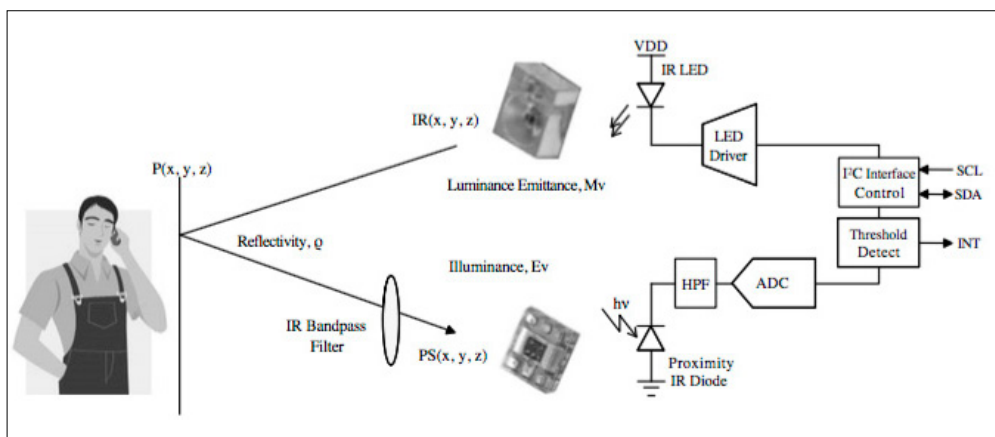 VDD
IR LED
IR(x, y, z)
LED
Driver
P(x, y, z)
I²C Interface
Control
SCL
SDA
Luminance Emittance, Mv
Threshold
Detect
INT
Reflectivity, ϱ
Illuminance, Ev
HPF
ADC
hν
IR Bandpass
Filter
PS(x, y, z)
Proximity
IR Diode